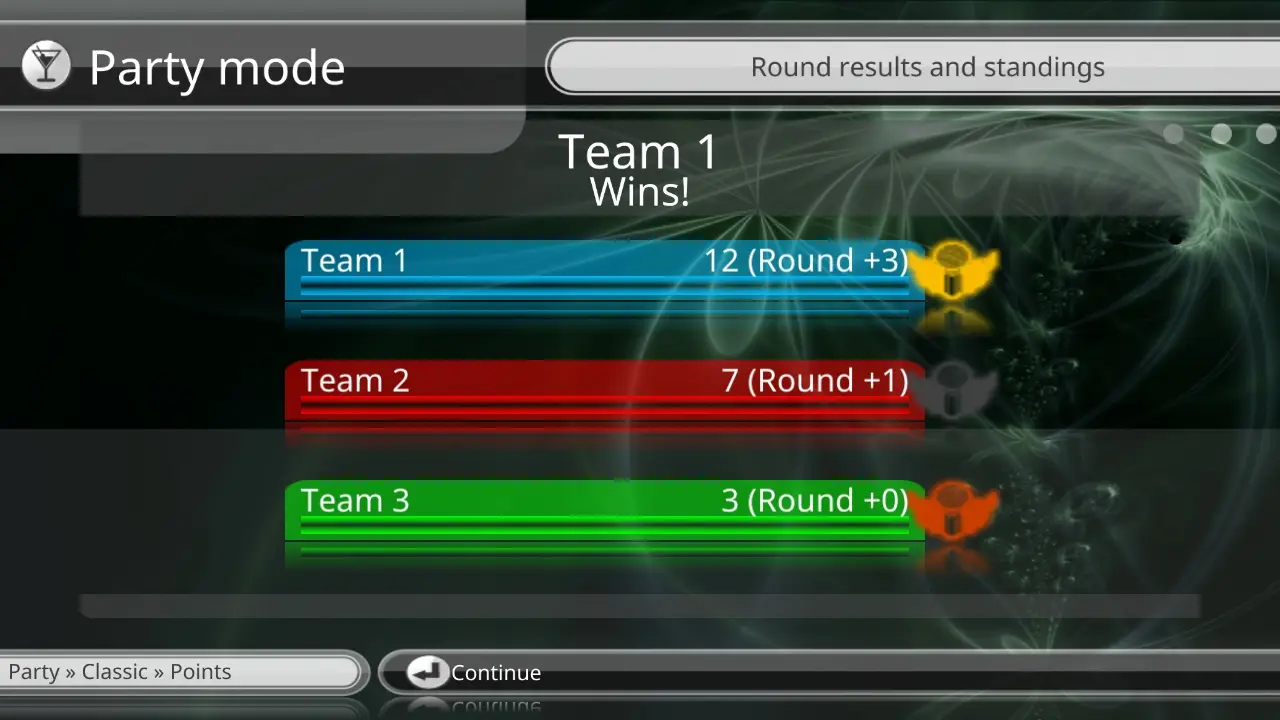 Party mode
Round results and standings
Team 1
Wins!
Team 1 12 (Round +3)
Team 2 7 (Round +1)
Team 3 3 (Round +0)
Party » Classic » Points
Continue